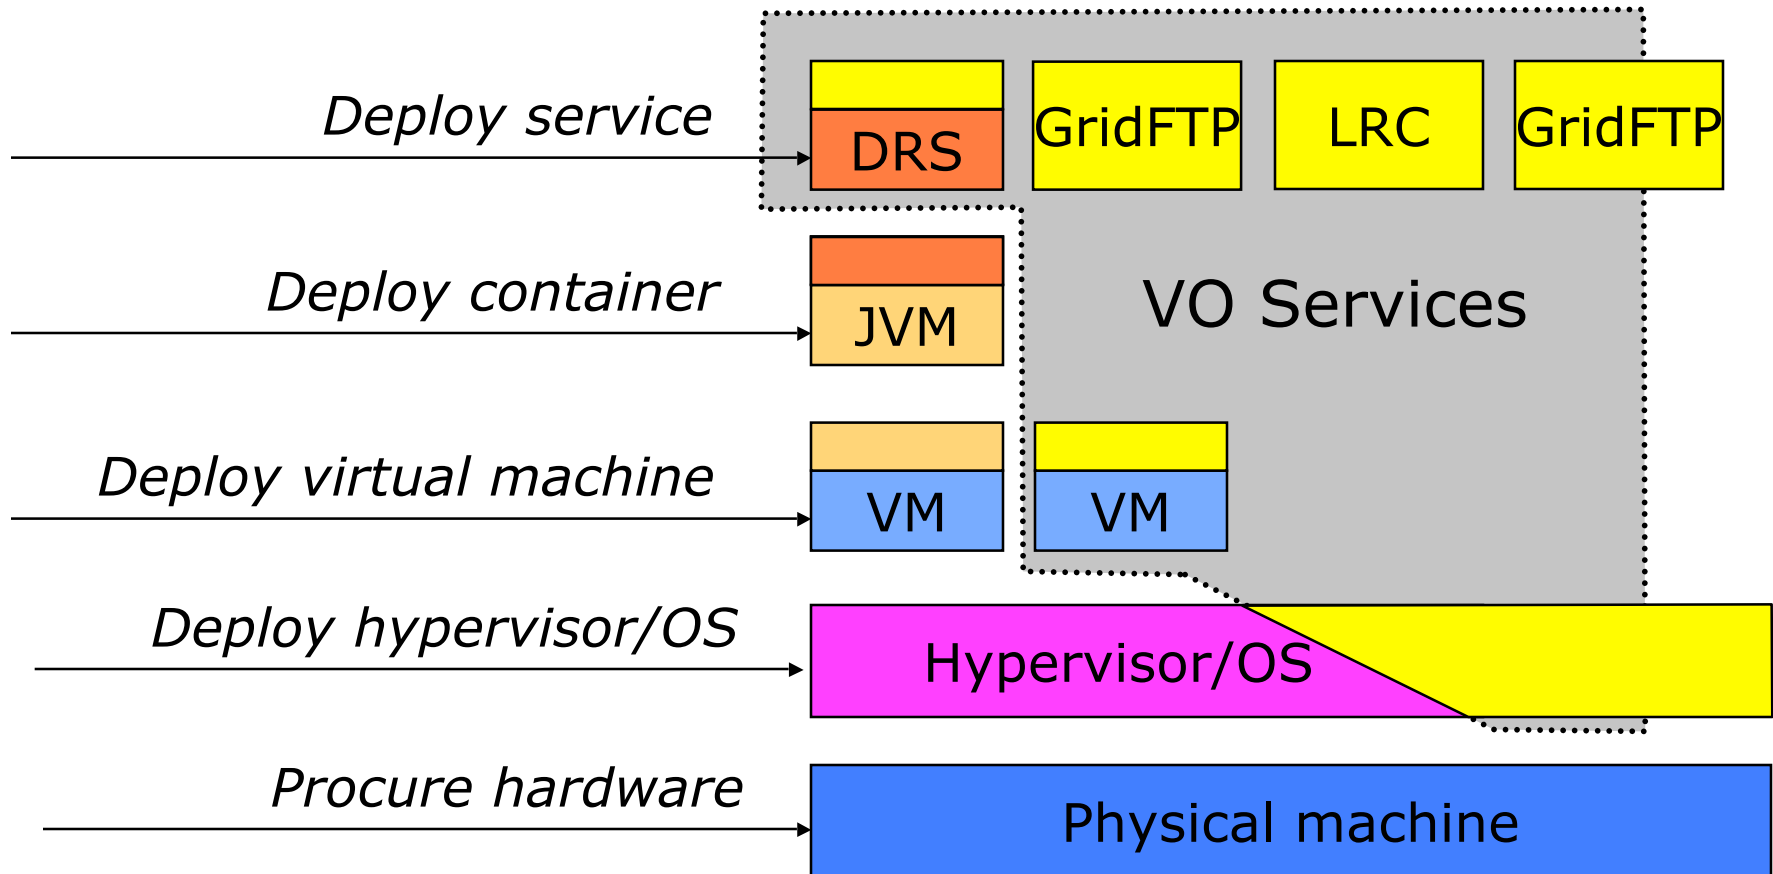 Deploy service
DRS
GridFTP
LRC
GridFTP
Deploy container
JVM
VO Services
Deploy virtual machine
VM
VM
Deploy hypervisor/OS
Hypervisor/OS
Procure hardware
Physical machine